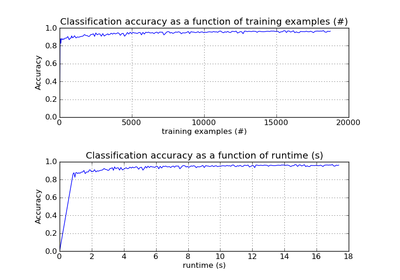 Classification accuracy as a function of training examples (#)
1.0
0.8
0.6
0.4
0.2
0.0
Accuracy
0 5000 10000 15000 20000
training examples (#)
Classification accuracy as a function of runtime (s)
1.0
0.8
0.6
0.4
0.2
0.0
Accuracy
0 2 4 6 8 10 12 14 16 18
runtime (s)